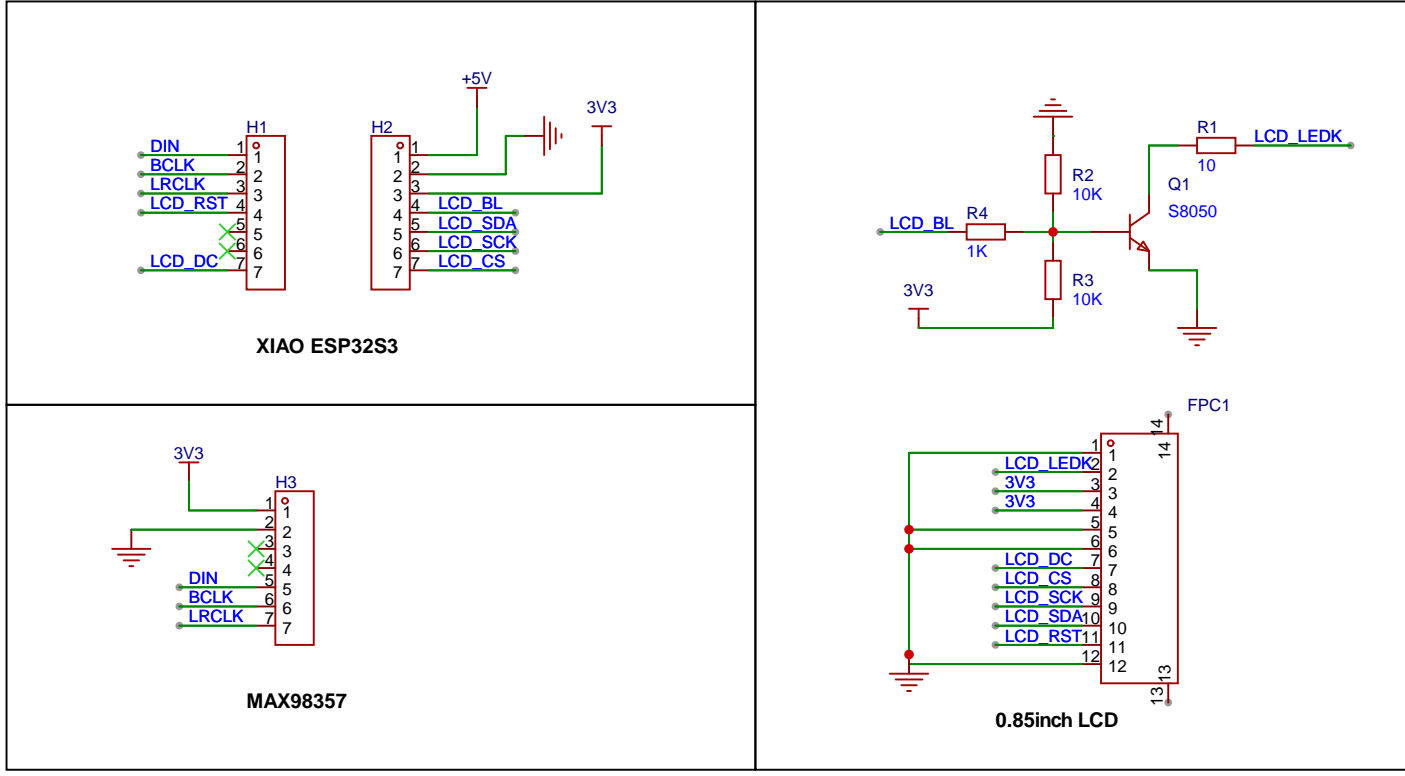 +5V
3V3
H1
H2
DIN 1 1
BCLK 2 2
LRCLK 3 3
LCD_RST 4 4
5 5
6 6
LCD_DC 7 7
1 1
2 2
3 3
4 4 LCD_BL
5 5 LCD_SDA
6 6 LCD_SCK
7 7 LCD_CS
XIAO ESP32S3
R1
10
LCD_LEDK
R2
10K
Q1
S8050
LCD_BL
R4
1K
R3
10K
3V3
3V3
H3
1 1
2 2
3 3
4 4
DIN 5 5
BCLK 6 6
LRCLK 7 7
MAX98357
FPC1
14 14
1 1
LCD_LEDK 2 2
3V3 3 3
3V3 4 4
5 5
6 6
LCD_DC 7 7
LCD_CS 8 8
LCD_SCK 9 9
LCD_SDA 10 10
LCD_RST 11 11
12 12
13 13
0.85inch LCD